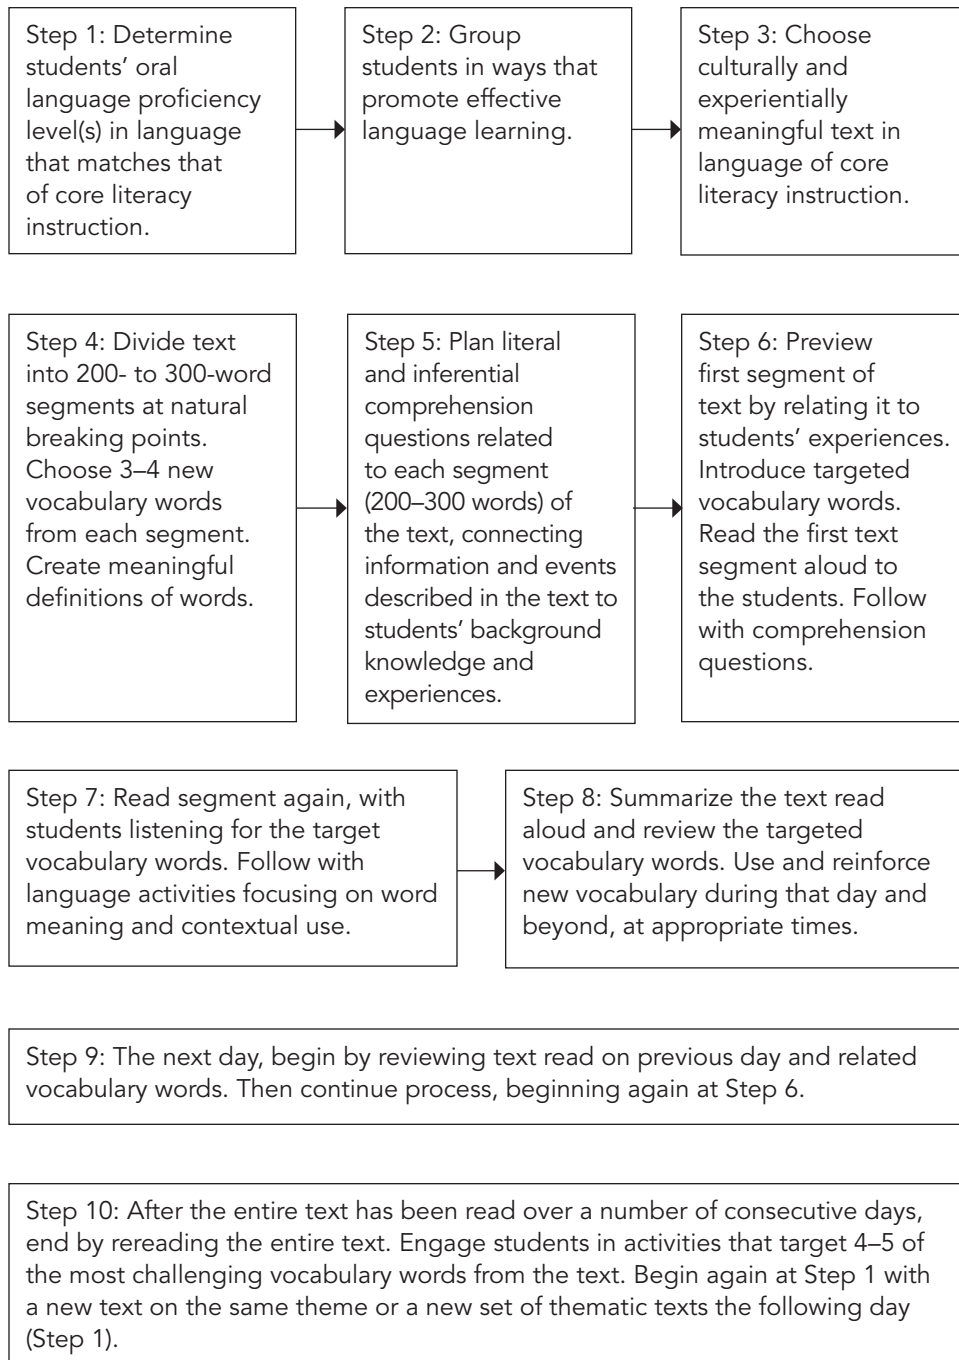 Step 1: Determine
students’ oral
language proficiency
level(s) in language
that matches that
of core literacy
instruction.
Step 2: Group
students in ways that
promote effective
language learning.
Step 3: Choose
culturally and
experientially
meaningful text in
language of core
literacy instruction.
Step 4: Divide text
into 200- to 300-word
segments at natural
breaking points.
Choose 3–4 new
vocabulary words
from each segment.
Create meaningful
definitions of words.
Step 5: Plan literal
and inferential
comprehension
questions related
to each segment
(200–300 words) of
the text, connecting
information and events
described in the text to
students’ background
knowledge and
experiences.
Step 6: Preview
first segment of
text by relating it to
students’ experiences.
Introduce targeted
vocabulary words.
Read the first text
segment aloud to
the students. Follow
with comprehension
questions.
Step 7: Read segment again, with
students listening for the target
vocabulary words. Follow with
language activities focusing on word
meaning and contextual use.
Step 8: Summarize the text read
aloud and review the targeted
vocabulary words. Use and reinforce
new vocabulary during that day and
beyond, at appropriate times.
Step 9: The next day, begin by reviewing text read on previous day and related
vocabulary words. Then continue process, beginning again at Step 6.
Step 10: After the entire text has been read over a number of consecutive days,
end by rereading the entire text. Engage students in activities that target 4–5 of
the most challenging vocabulary words from the text. Begin again at Step 1 with
a new text on the same theme or a new set of thematic texts the following day
(Step 1).